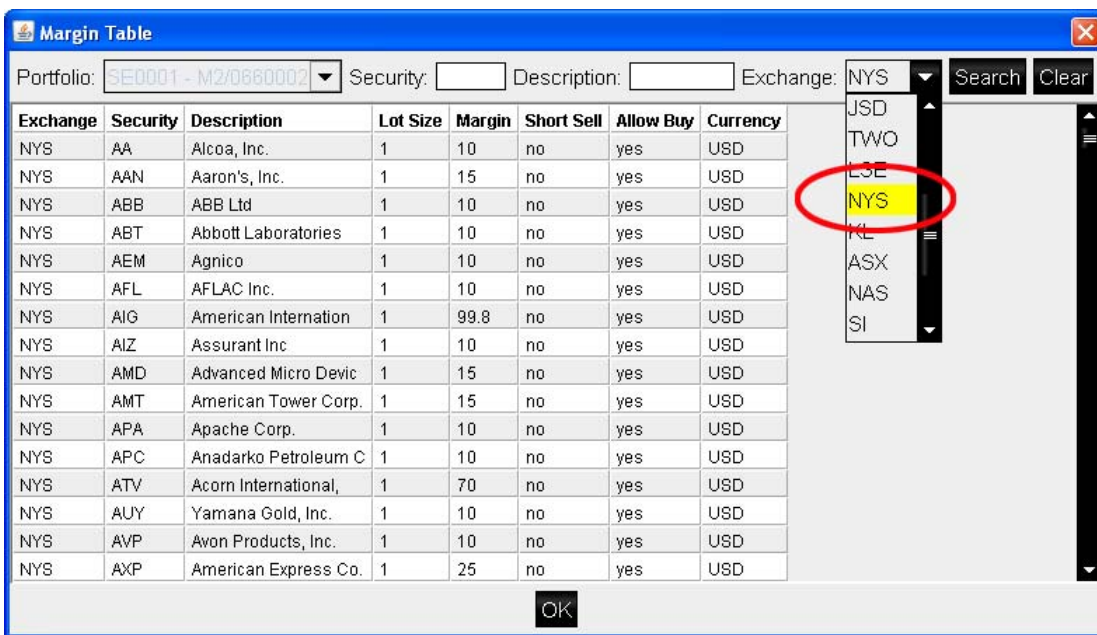 Margin Table
Portfolio: SE0001 - M2/0660002 Security: Description: Exchange: NYS Search Clear
Exchange Security Description Lot Size Margin Short Sell Allow Buy Currency
NYS AA Alcoa, Inc. 1 10 no yes USD
NYS AAN Aaron's, Inc. 1 15 no yes USD
NYS ABB ABB Ltd 1 10 no yes USD
NYS ABT Abbott Laboratories 1 10 no yes USD
NYS AEM Agnico 1 10 no yes USD
NYS AFL AFLAC Inc. 1 10 no yes USD
NYS AIG American Internation 1 99.8 no yes USD
NYS AIZ Assurant Inc 1 10 no yes USD
NYS AMD Advanced Micro Devic 1 15 no yes USD
NYS AMT American Tower Corp. 1 15 no yes USD
NYS APA Apache Corp. 1 10 no yes USD
NYS APC Anadarko Petroleum C 1 10 no yes USD
NYS ATV Acorn International, 1 70 no yes USD
NYS AUY Yamana Gold, Inc. 1 10 no yes USD
NYS AVP Avon Products, Inc. 1 10 no yes USD
NYS AXP American Express Co. 1 25 no yes USD
JSD
TWO
LSE
NYS
KL
ASX
NAS
SI
OK